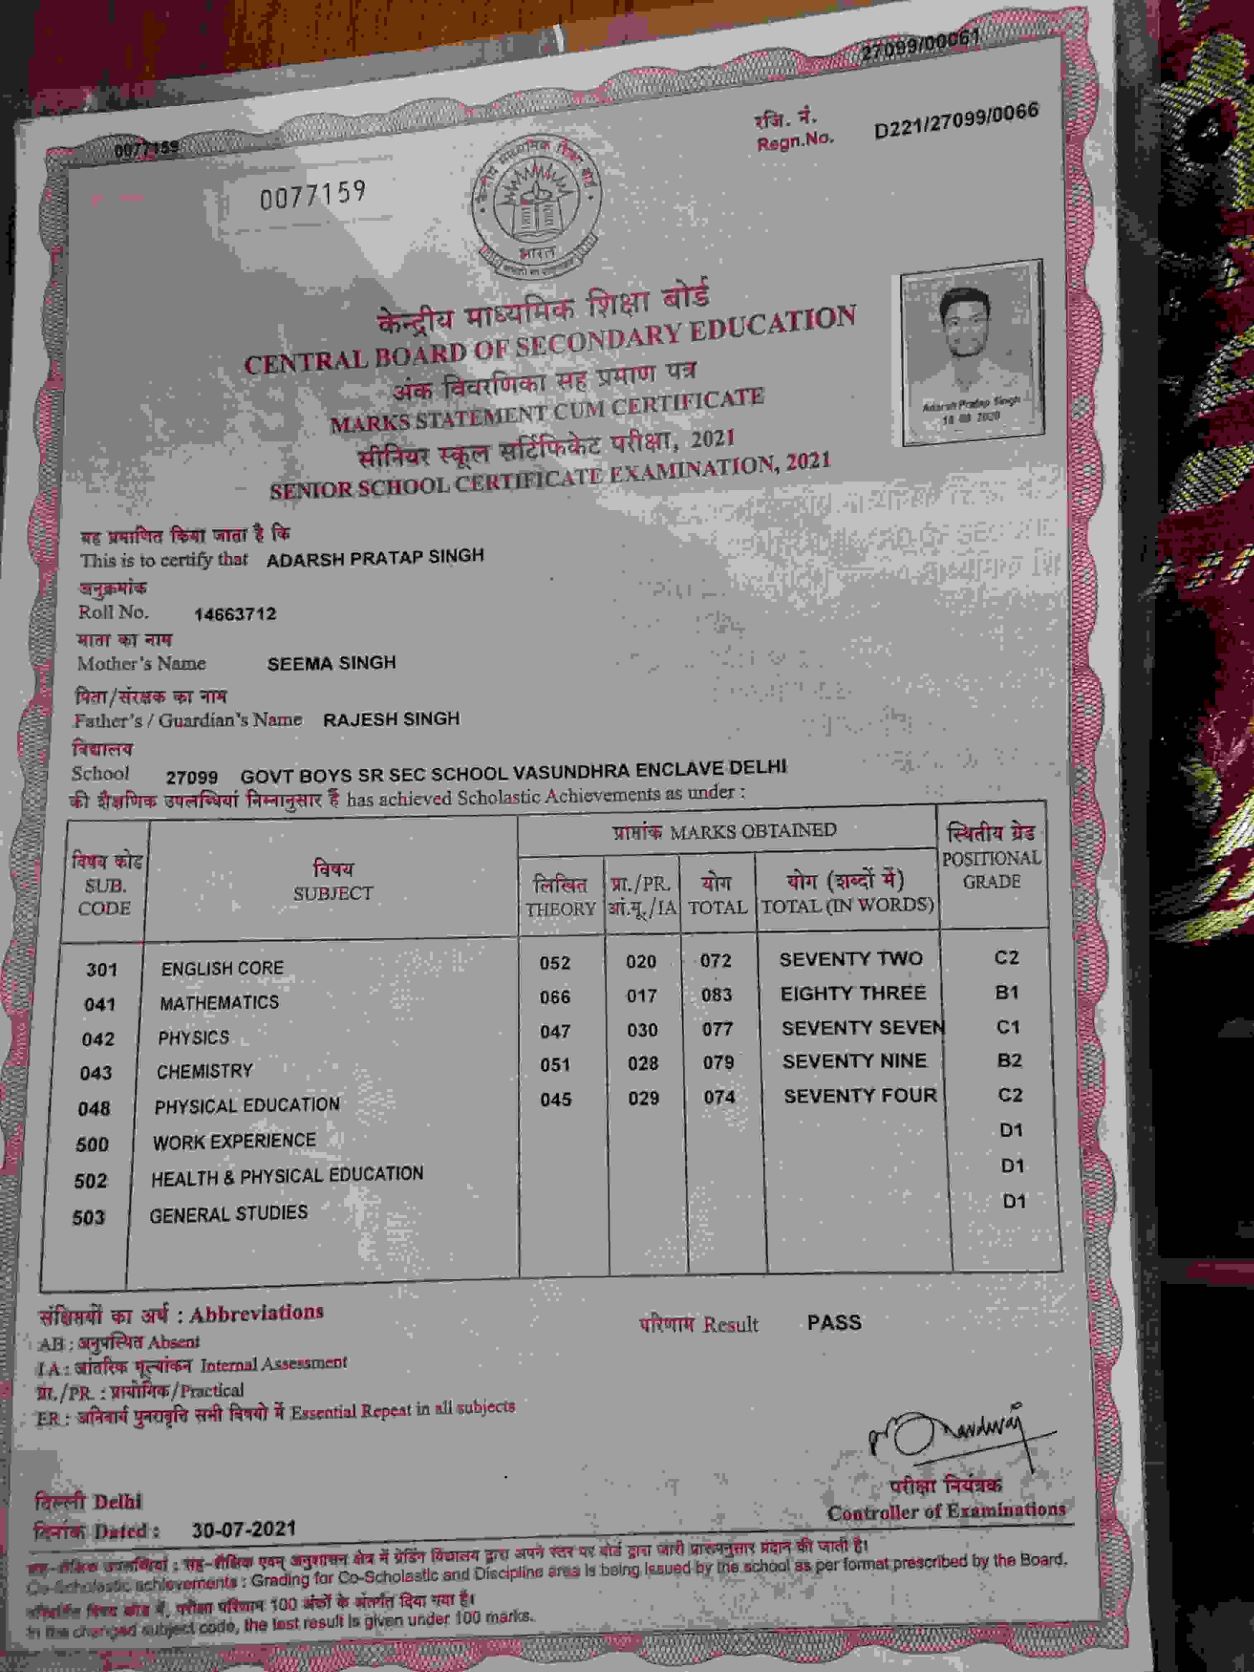 27099/00061
0077159
रजि. नं.
Regn.No. D221/27099/0066
0077159
केन्द्रीय माध्यमिक शिक्षा बोर्ड
भारत
केन्द्रीय माध्यमिक शिक्षा बोर्ड
CENTRAL BOARD OF SECONDARY EDUCATION
अंक विवरणिका सह प्रमाण पत्र
MARKS STATEMENT CUM CERTIFICATE
सीनियर स्कूल सर्टिफिकेट परीक्षा, 2021
SENIOR SCHOOL CERTIFICATE EXAMINATION, 2021
Adarsh Pratap Singh
18 08 2020
यह प्रमाणित किया जाता है कि
This is to certify that ADARSH PRATAP SINGH
अनुक्रमांक
Roll No. 14663712
माता का नाम
Mother's Name SEEMA SINGH
पिता/संरक्षक का नाम
Father's / Guardian's Name RAJESH SINGH
विद्यालय
School 27099 GOVT BOYS SR SEC SCHOOL VASUNDHRA ENCLAVE DELHI
की शैक्षणिक उपलब्धियां निम्नानुसार हैं has achieved Scholastic Achievements as under :
विषय कोड SUB. CODE विषय SUBJECT प्राप्तांक MARKS OBTAINED स्थितीय ग्रेड POSITIONAL GRADE
लिखित THEORY प्रा./PR. आं.मू./IA योग TOTAL योग (शब्दों में) TOTAL (IN WORDS)
301 ENGLISH CORE 052 020 072 SEVENTY TWO C2
041 MATHEMATICS 066 017 083 EIGHTY THREE B1
042 PHYSICS 047 030 077 SEVENTY SEVEN C1
043 CHEMISTRY 051 028 079 SEVENTY NINE B2
048 PHYSICAL EDUCATION 045 029 074 SEVENTY FOUR C2
500 WORK EXPERIENCE D1
502 HEALTH & PHYSICAL EDUCATION D1
503 GENERAL STUDIES D1
संक्षिप्तियों का अर्थ : Abbreviations
परिणाम Result PASS
AB : अनुपस्थित Absent
IA : आंतरिक मूल्यांकन Internal Assessment
प्रा./PR. : प्रायोगिक/Practical
ER : अनिवार्य पुनरावृत्ति सभी विषयो में Essential Repeat in all subjects
परीक्षा नियंत्रक
Controller of Examinations
दिल्ली Delhi
दिनांक Dated : 30-07-2021
सह-शैक्षिक उपलब्धियां : सह-शैक्षिक एवम् अनुशासन क्षेत्र में ग्रेडिंग विद्यालय द्वारा अपने स्तर पर बोर्ड द्वारा जारी प्रारूपनुसार प्रदान की जाती है।
Co-Scholastic achievements : Grading for Co-Scholastic and Discipline area is being issued by the school as per format prescribed by the Board.
परिवर्तित विषय कोड में, परीक्षा परिणाम 100 अंकों के अंतर्गत दिया गया है।
In the changed subject code, the test result is given under 100 marks.